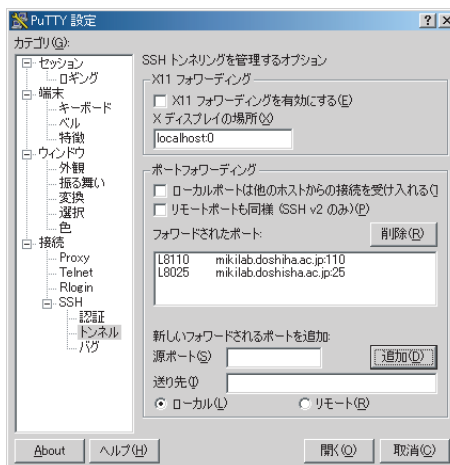 PuTTY 設定
カテゴリ(G):
セッション
ロギング
端末
キーボード
ベル
特徴
ウィンドウ
外観
振る舞い
変換
選択
色
接続
Proxy
Telnet
Rlogin
SSH
認証
トンネル
バグ
SSH トンネリングを管理するオプション
X11 フォワーディング
X11 フォワーディングを有効にする(E)
X ディスプレイの場所(X)
localhost:0
ポートフォワーディング
ローカルポートは他のホストからの接続を受け入れる(
リモートポートも同様 (SSH v2 のみ)(P)
フォワードされたポート:
削除(R)
L8110 mikilab.doshiha.ac.jp:110
L8025 mikilab.doshisha.ac.jp:25
新しいフォワードされるポートを追加:
源ポート(S)
追加(D)
送り先(I)
ローカル(L)
リモート(R)
About
ヘルプ(H)
開く(O)
取消(C)